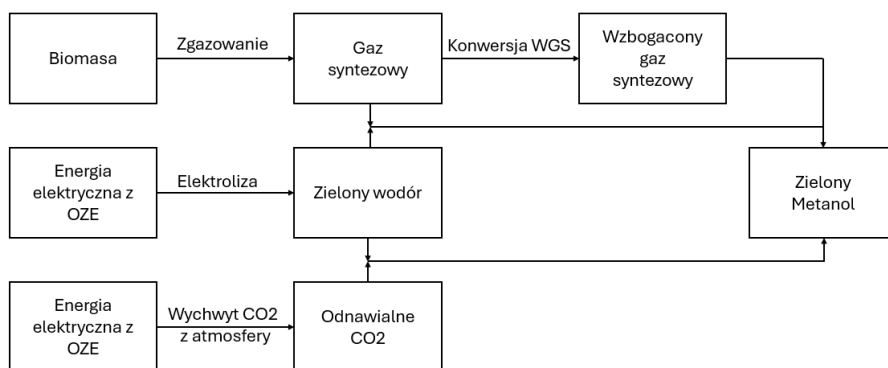 Biomasa
Zgazowanie
Gaz
syntezowy
Konwersja WGS
Wzbogacony
gaz
syntezowy
Energia
elektryczna z
OZE
Elektroliza
Zielony wodór
Zielony
Metanol
Energia
elektryczna z
OZE
Wychwyt CO2
z atmosfery
Odnawialne
CO2